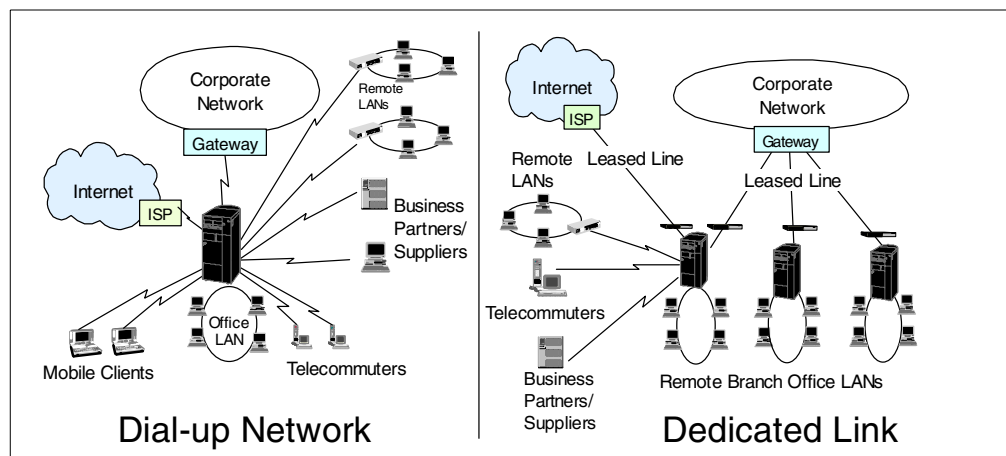 Corporate
Network
Gateway
Internet
ISP
Remote
LANs
Business
Partners/
Suppliers
Office
LAN
Mobile Clients
Telecommuters
Dial-up Network
Internet
ISP
Corporate
Network
Gateway
Leased Line
Leased Line
Remote
LANs
Telecommuters
Business
Partners/
Suppliers
Remote Branch Office LANs
Dedicated Link